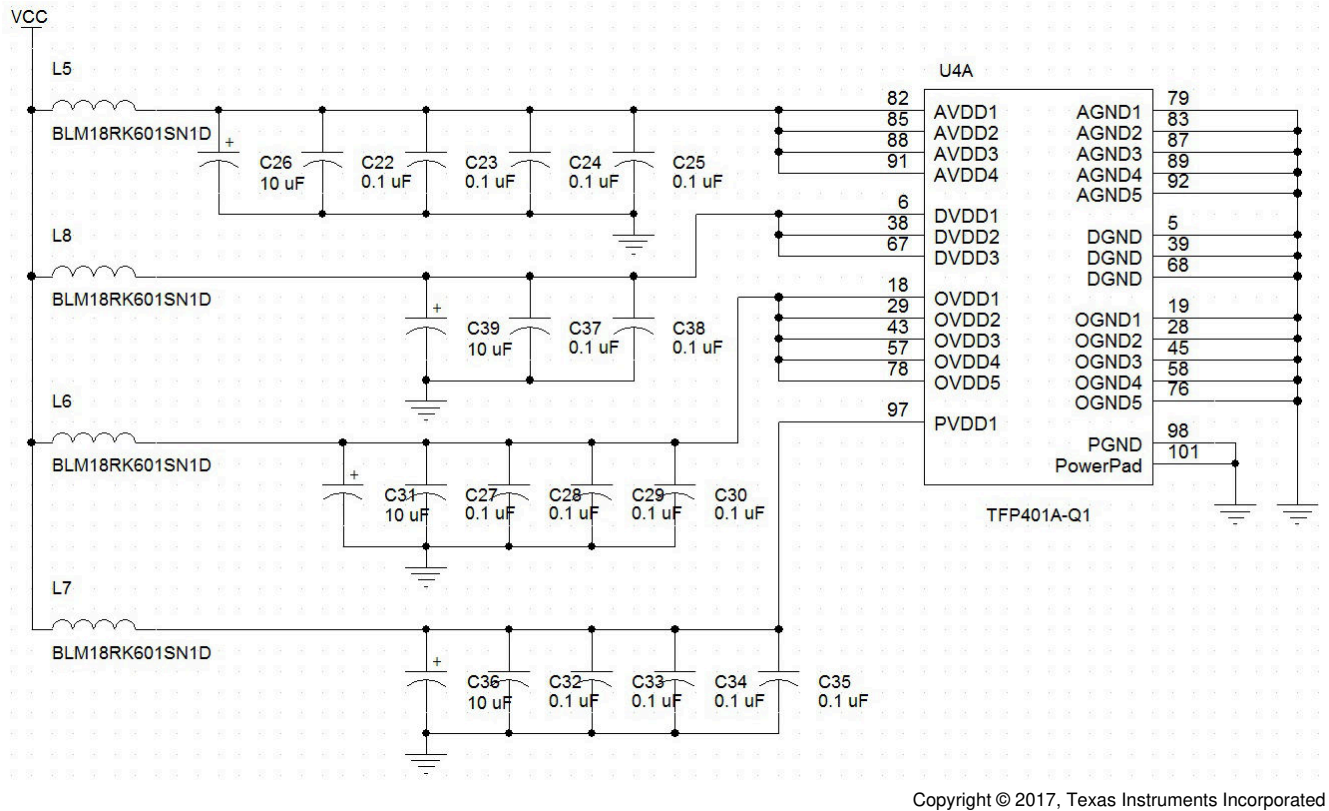 VCC
L5
BLM18RK601SN1D
+
C26
10 uF
C22
0.1 uF
C23
0.1 uF
C24
0.1 uF
C25
0.1 uF
L8
BLM18RK601SN1D
+
C39
10 uF
C37
0.1 uF
C38
0.1 uF
L6
BLM18RK601SN1D
+
C31
10 uF
C27
0.1 uF
C28
0.1 uF
C29
0.1 uF
C30
0.1 uF
L7
BLM18RK601SN1D
+
C36
10 uF
C32
0.1 uF
C33
0.1 uF
C34
0.1 uF
C35
0.1 uF
U4A
82 AVDD1 AGND1 79
85 AVDD2 AGND2 83
88 AVDD3 AGND3 87
91 AVDD4 AGND4 89
AGND5 92
6 DVDD1 DGND 5
38 DVDD2 DGND 39
67 DVDD3 DGND 68
18 OVDD1 OGND1 19
29 OVDD2 OGND2 28
43 OVDD3 OGND3 45
57 OVDD4 OGND4 58
78 OVDD5 OGND5 76
97 PVDD1 PGND 98
PowerPad 101
TFP401A-Q1
Copyright © 2017, Texas Instruments Incorporated